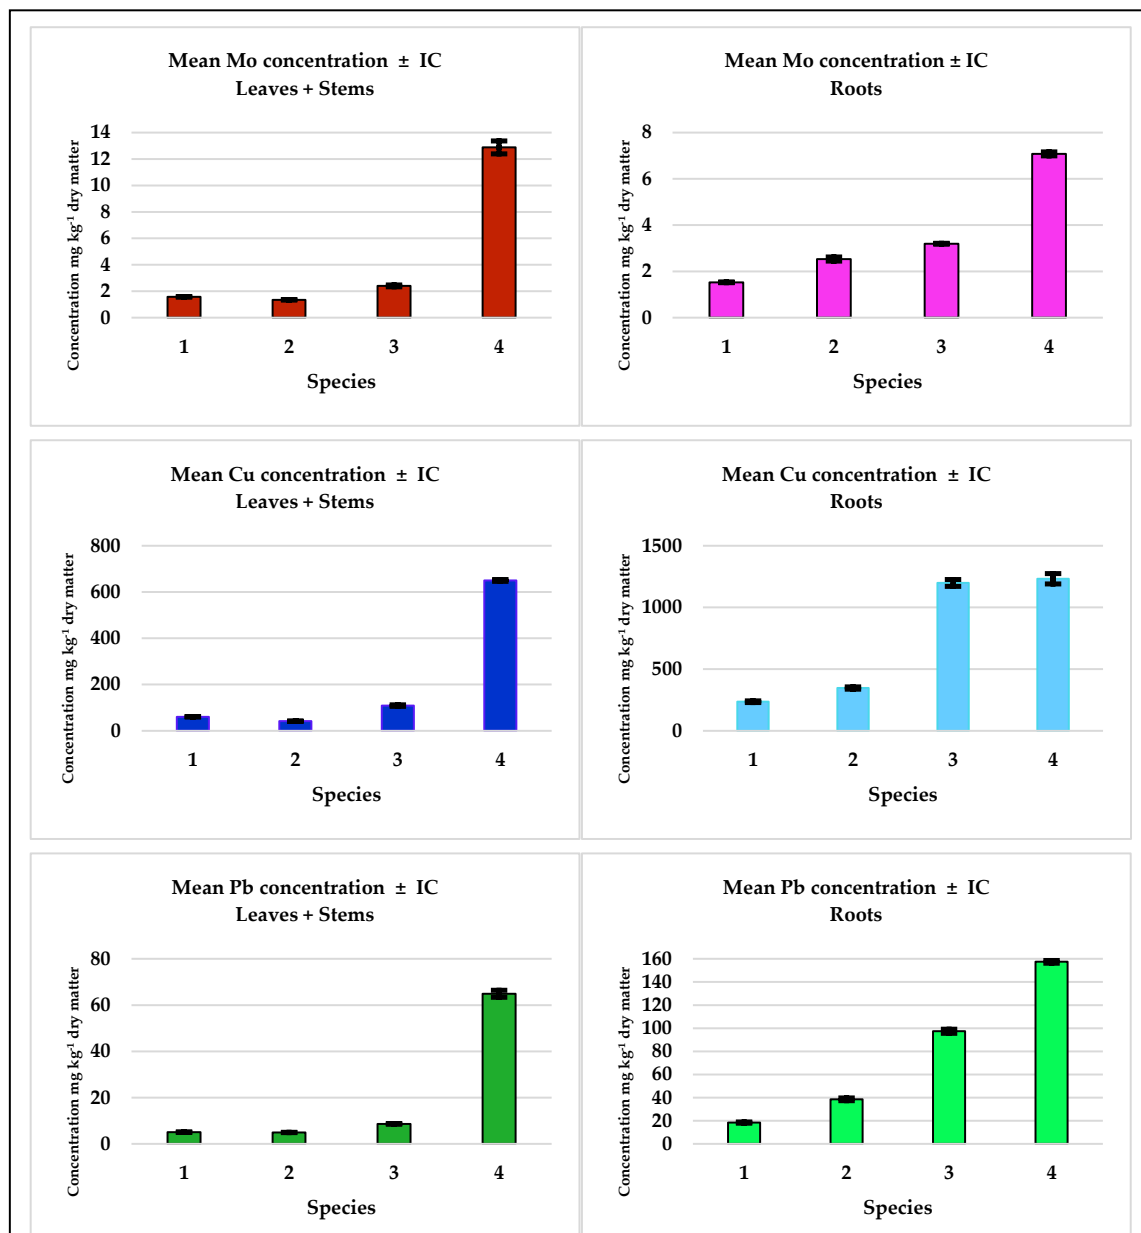 Mean Mo concentration ± IC
Leaves + Stems
Concentration mg kg⁻¹ dry matter
14
12
10
8
6
4
2
0
1 2 3 4
Species
Mean Mo concentration ± IC
Roots
Concentration mg kg⁻¹ dry matter
8
6
4
2
0
1 2 3 4
Species
Mean Cu concentration ± IC
Leaves + Stems
Concentration mg kg⁻¹ dry matter
800
600
400
200
0
1 2 3 4
Species
Mean Cu concentration ± IC
Roots
Concentration mg kg⁻¹ dry matter
1500
1000
500
0
1 2 3 4
Species
Mean Pb concentration ± IC
Leaves + Stems
Concentration mg kg⁻¹ dry matter
80
60
40
20
0
1 2 3 4
Species
Mean Pb concentration ± IC
Roots
Concentration mg kg⁻¹ dry matter
160
140
120
100
80
60
40
20
0
1 2 3 4
Species